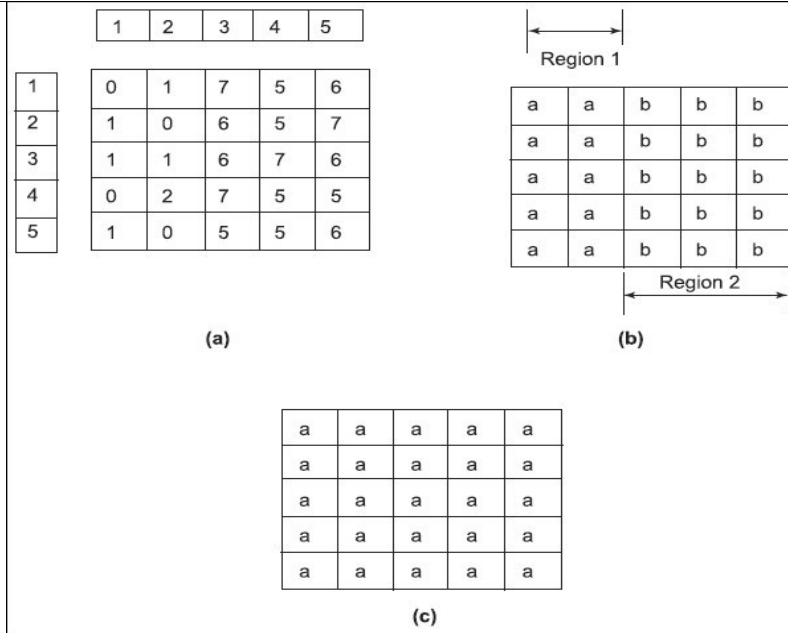 1 2 3 4 5
Region 1
1
2
3
4
5
0 1 7 5 6
1 0 6 5 7
1 1 6 7 6
0 2 7 5 5
1 0 5 5 6
a a b b b
a a b b b
a a b b b
a a b b b
a a b b b
Region 2
(a)
(b)
a a a a a
a a a a a
a a a a a
a a a a a
a a a a a
(c)